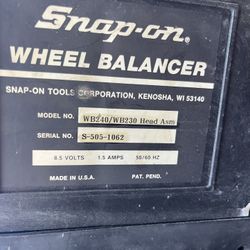 Snap-on®
WHEEL BALANCER
SNAP-ON TOOLS CORPORATION, KENOSHA, WI 53140
MODEL NO. WB240/WB230 Head Asm
SERIAL NO. S-505-1062
8.5 VOLTS 1.5 AMPS 50/60 HZ
MADE IN U.S.A. PAT. PEND.